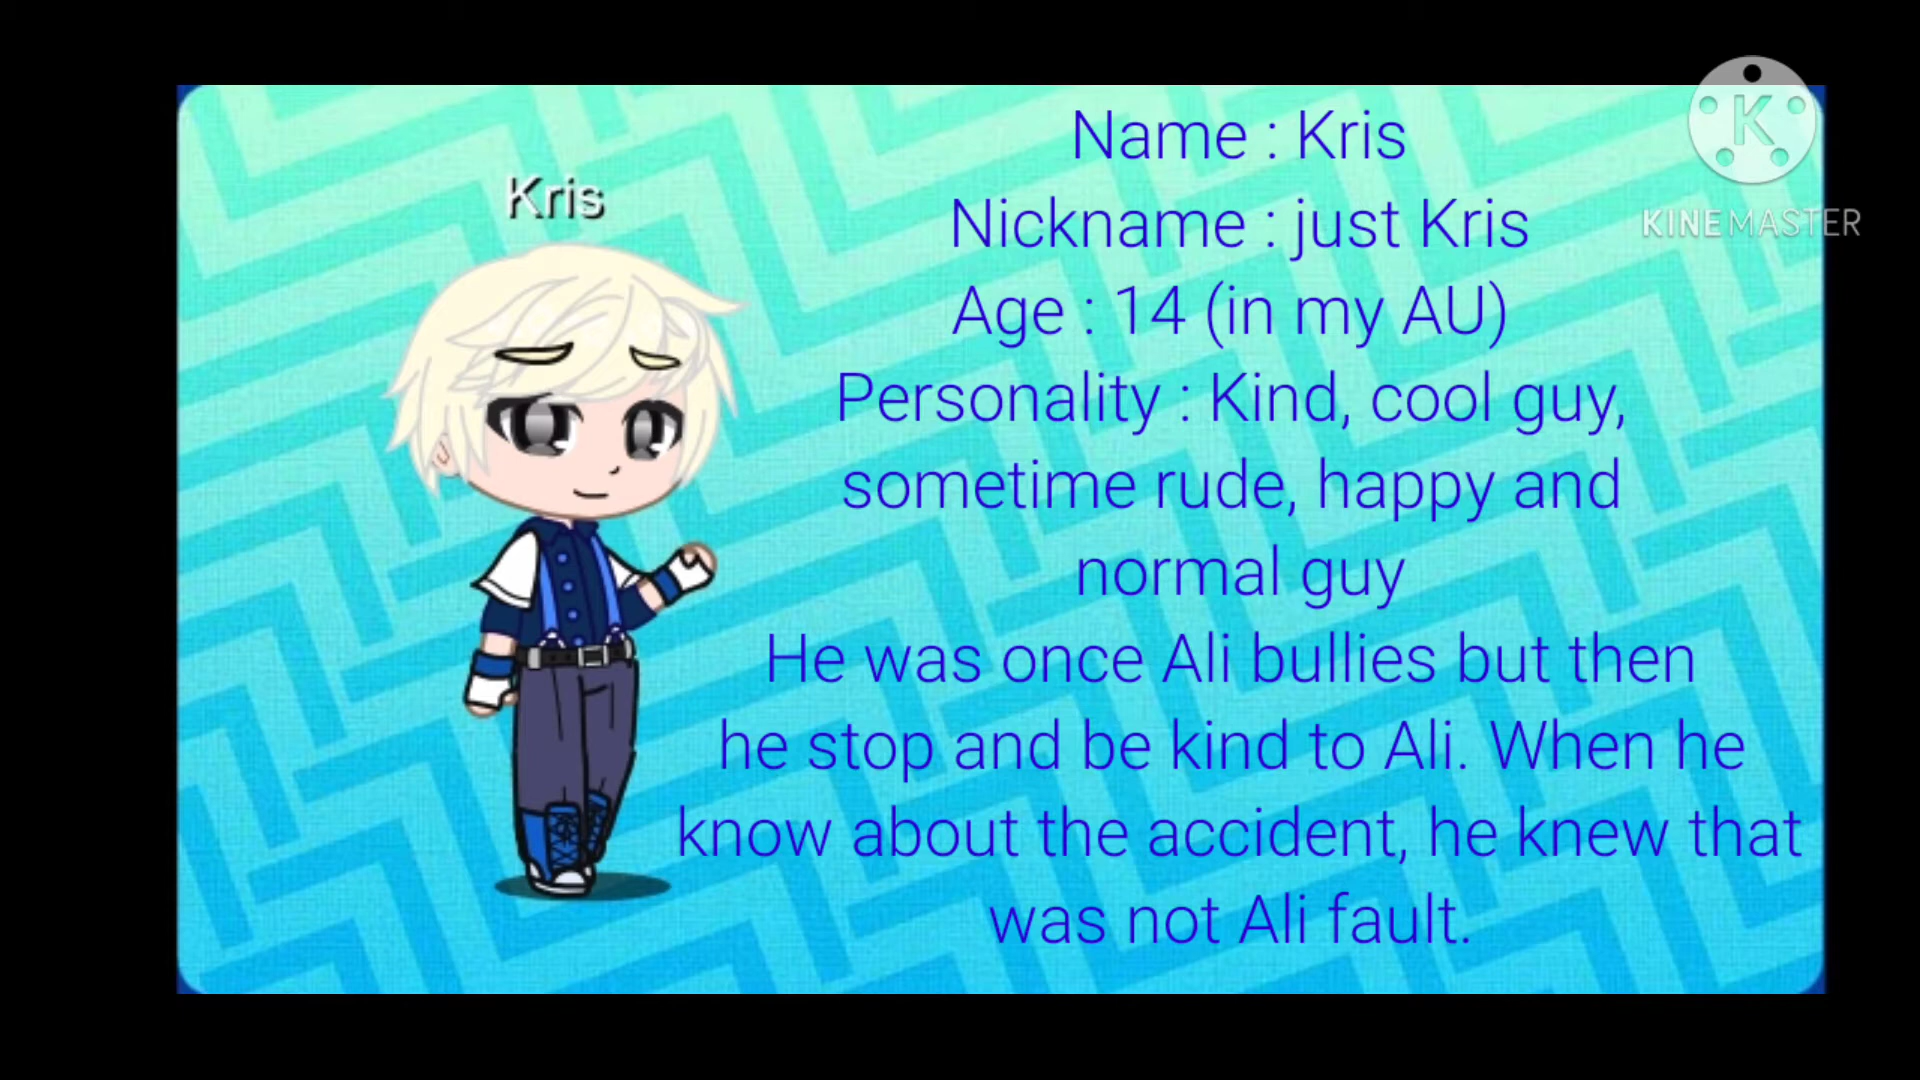 Name : Kris
Kris
Nickname : just Kris
Age : 14 (in my AU)
Personality : Kind, cool guy,
sometime rude, happy and
normal guy
He was once Ali bullies but then
he stop and be kind to Ali. When he
know about the accident, he knew that
was not Ali fault.
K
KINEMASTER